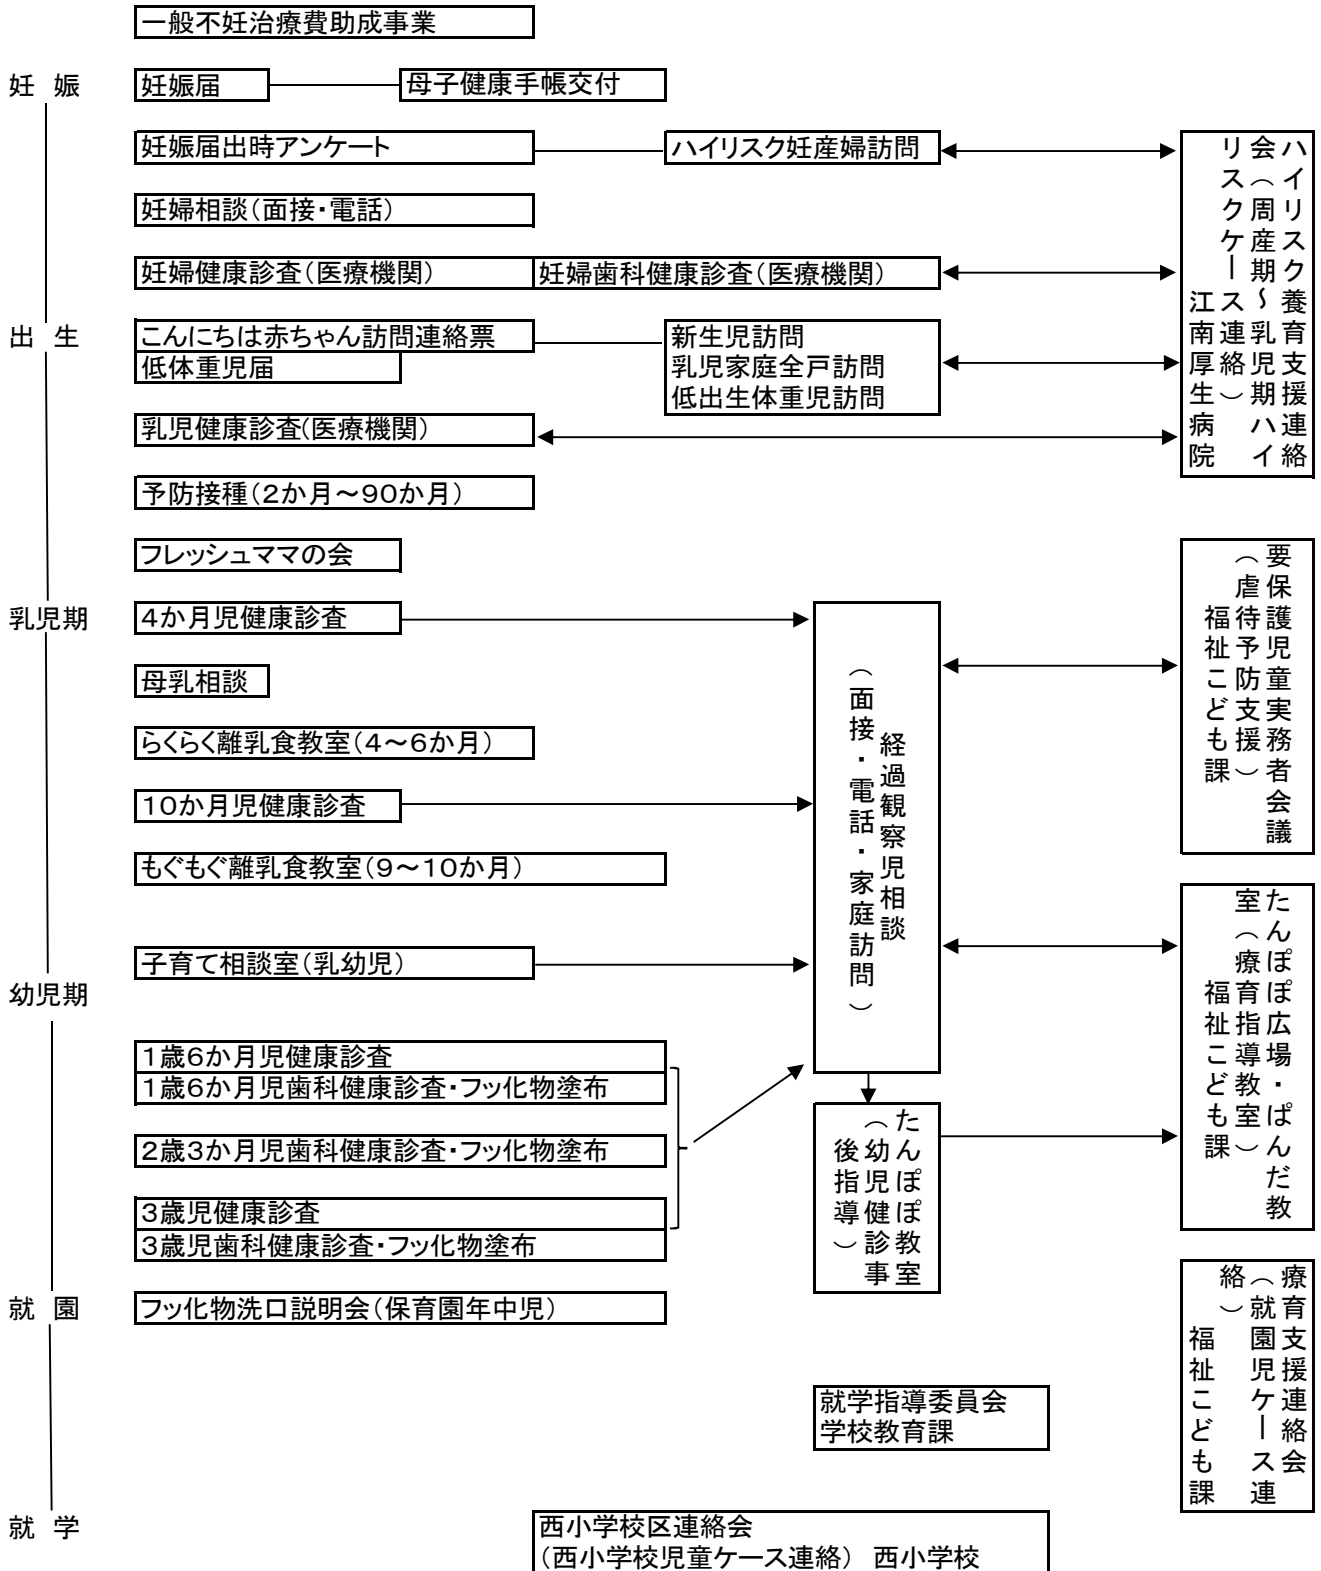 一般不妊治療費助成事業
妊 娠
妊娠届
母子健康手帳交付
妊娠届出時アンケート
ハイリスク妊産婦訪問
妊婦相談(面接・電話)
妊婦健康診査(医療機関)
妊婦歯科健康診査(医療機関)
ハイリスク養育支援連絡
会(周産期~乳児期ハイ
リスクケース連絡)
江南厚生病院
出 生
こんにちは赤ちゃん訪問連絡票
低体重児届
新生児訪問
乳児家庭全戸訪問
低出生体重児訪問
乳児健康診査(医療機関)
予防接種(2か月~90か月)
フレッシュママの会
乳児期
4か月児健康診査
母乳相談
らくらく離乳食教室(4~6か月)
10か月児健康診査
もぐもぐ離乳食教室(9~10か月)
経過観察児相談
(面接・電話・家庭訪問)
要保護児童実務者会議
(虐待予防支援)
福祉こども課
子育て相談室(乳幼児)
幼児期
たんぽぽ広場・ぱんだ教
室(療育指導教室)
福祉こども課
1歳6か月児健康診査
1歳6か月児歯科健康診査・フッ化物塗布
2歳3か月児歯科健康診査・フッ化物塗布
3歳児健康診査
3歳児歯科健康診査・フッ化物塗布
たんぽぽ教室
(幼児健診事
後指導)
就 園
フッ化物洗口説明会(保育園年中児)
療育支援連絡会
(就園児ケース連
絡)
福祉こども課
就学指導委員会
学校教育課
就 学
西小学校区連絡会
(西小学校児童ケース連絡) 西小学校